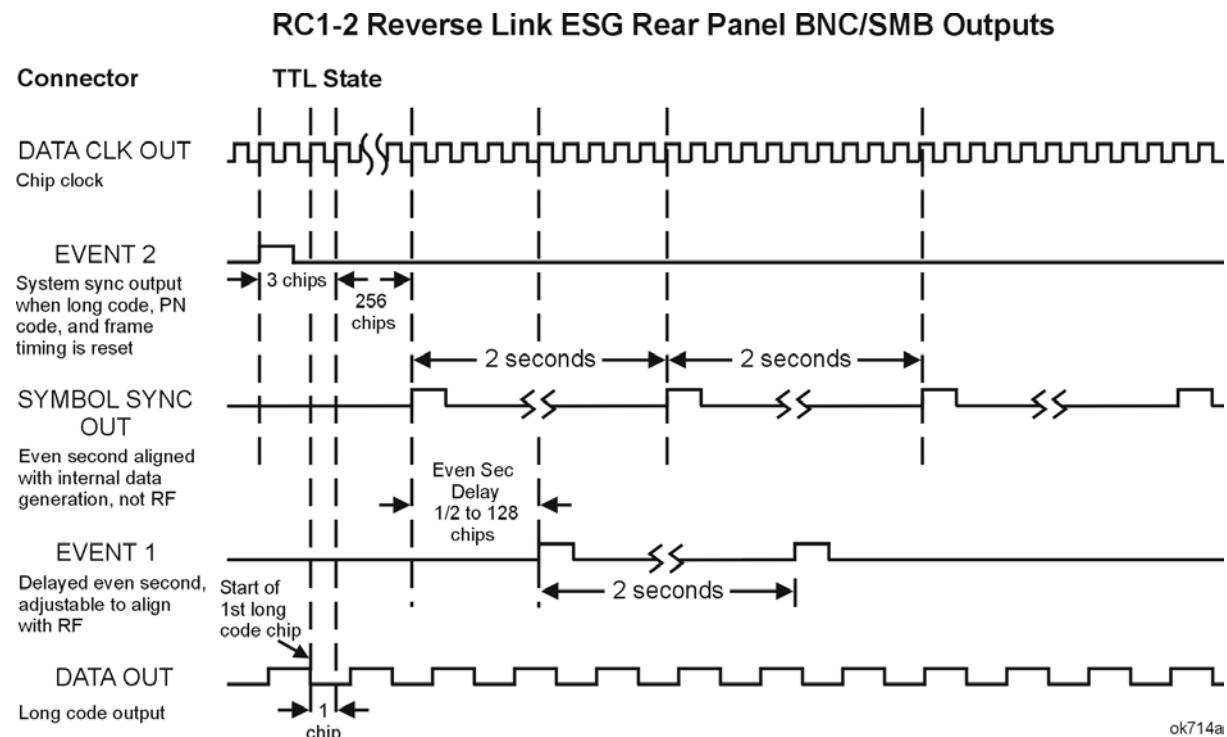 RC1-2 Reverse Link ESG Rear Panel BNC/SMB Outputs
Connector
TTL State
DATA CLK OUT
Chip clock
EVENT 2
System sync output
when long code, PN
code, and frame
timing is reset
3 chips
256
chips
2 seconds
2 seconds
SYMBOL SYNC
OUT
Even second aligned
with internal data
generation, not RF
Even Sec
Delay
1/2 to 128
chips
EVENT 1
Delayed even second,
adjustable to align
with RF
2 seconds
Start of
1st long
code chip
DATA OUT
Long code output
1
chip